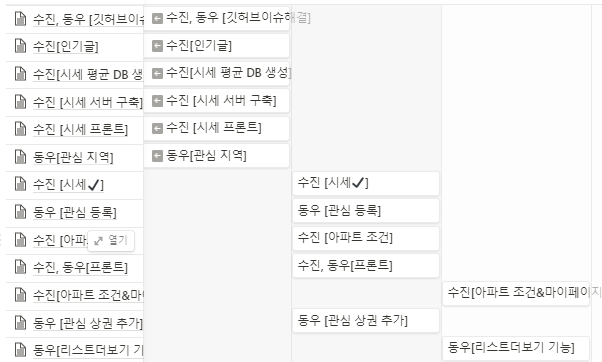 수진, 동우 [깃허브이슈
수진, 동우 [깃허브이슈해결]
수진[인기글]
수진[인기글]
수진[시세 평균 DB 생
수진[시세 평균 DB 생성]
수진 [시세 서버 구축]
수진 [시세 서버 구축]
수진 [시세 프론트]
수진 [시세 프론트]
동우[관심 지역]
동우[관심 지역]
수진 [시세✔]
수진 [시세✔]
동우 [관심 등록]
동우 [관심 등록]
수진 [아파
열기
수진 [아파트 조건]
수진, 동우[프론트]
수진, 동우[프론트]
수진[아파트 조건&마이
수진[아파트 조건&마이페이지
동우 [관심 상권 추가]
동우 [관심 상권 추가]
동우[리스트더보기 기
동우[리스트더보기 기능]